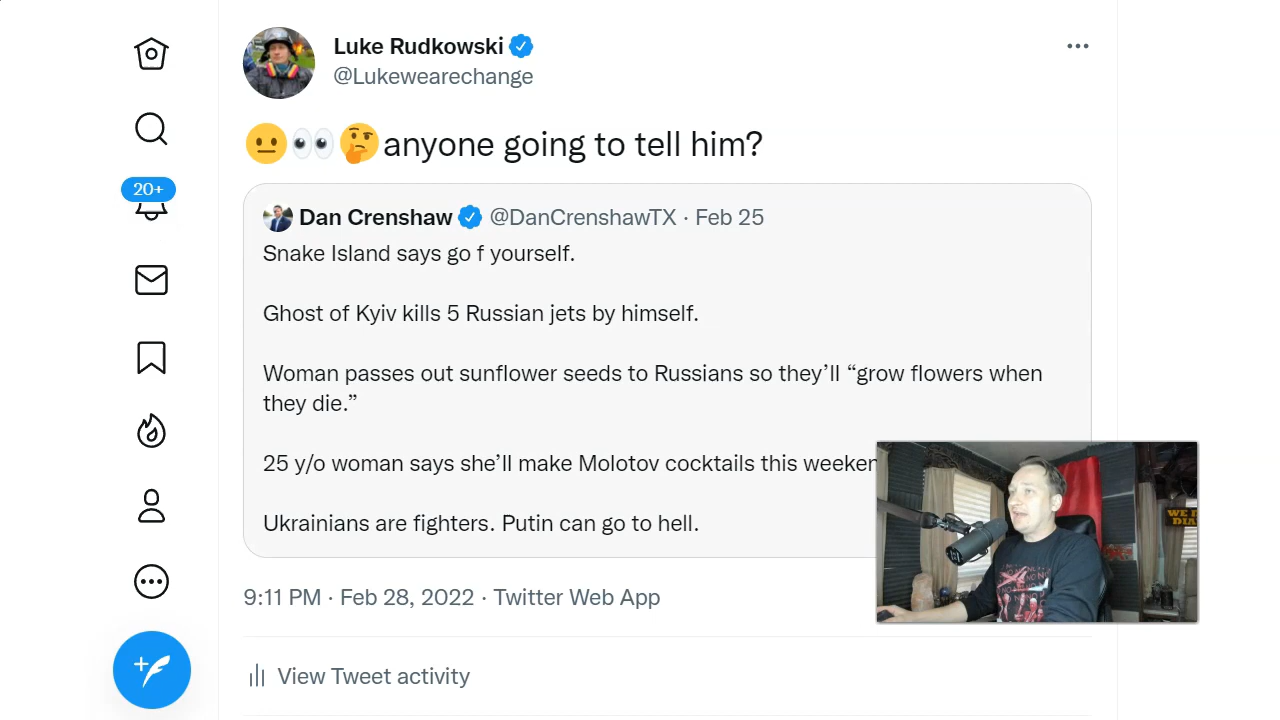 Luke Rudkowski
@Lukewearechange
anyone going to tell him?
Dan Crenshaw @DanCrenshawTX · Feb 25
Snake Island says go f yourself.
Ghost of Kyiv kills 5 Russian jets by himself.
Woman passes out sunflower seeds to Russians so they’ll “grow flowers when
they die.”
25 y/o woman says she’ll make Molotov cocktails this
Ukrainians are fighters. Putin can go to hell.
9:11 PM · Feb 28, 2022 · Twitter Web App
View Tweet activity
20+
WE